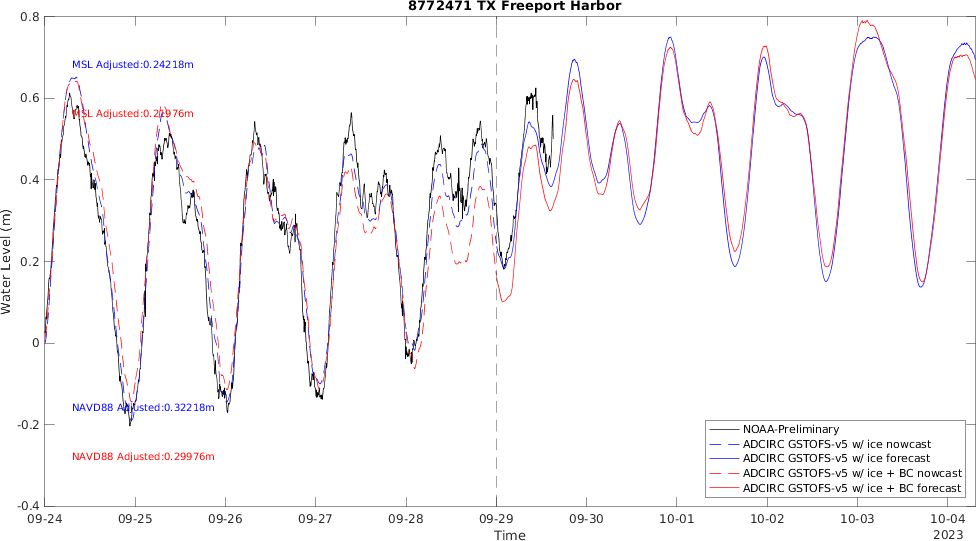 8772471 TX Freeport Harbor
0.8
0.6
0.4
0.2
0
-0.2
-0.4
Water Level (m)
MSL Adjusted:0.24218m
MSL Adjusted:0.21976m
NAVD88 Adjusted:0.32218m
NAVD88 Adjusted:0.29976m
NOAA-Preliminary
ADCIRC GSTOFS-v5 w/ ice nowcast
ADCIRC GSTOFS-v5 w/ ice forecast
ADCIRC GSTOFS-v5 w/ ice + BC nowcast
ADCIRC GSTOFS-v5 w/ ice + BC forecast
09-24 09-25 09-26 09-27 09-28 09-29 09-30 10-01 10-02 10-03 10-04
Time 2023